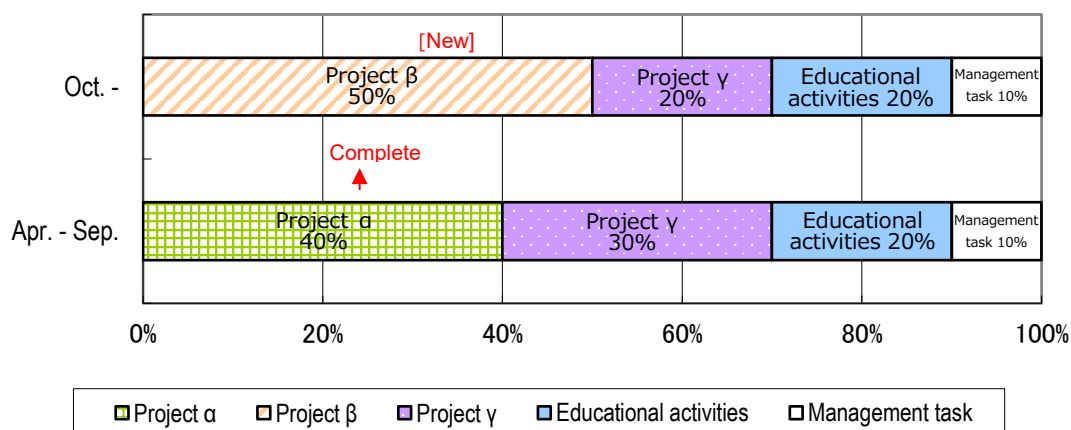 [New]
Oct. -
Project β
50%
Project γ
20%
Educational
activities 20%
Management
task 10%
Complete
Apr. - Sep.
Project α
40%
Project γ
30%
Educational
activities 20%
Management
task 10%
0%
20%
40%
60%
80%
100%
Project α
Project β
Project γ
Educational activities
Management task